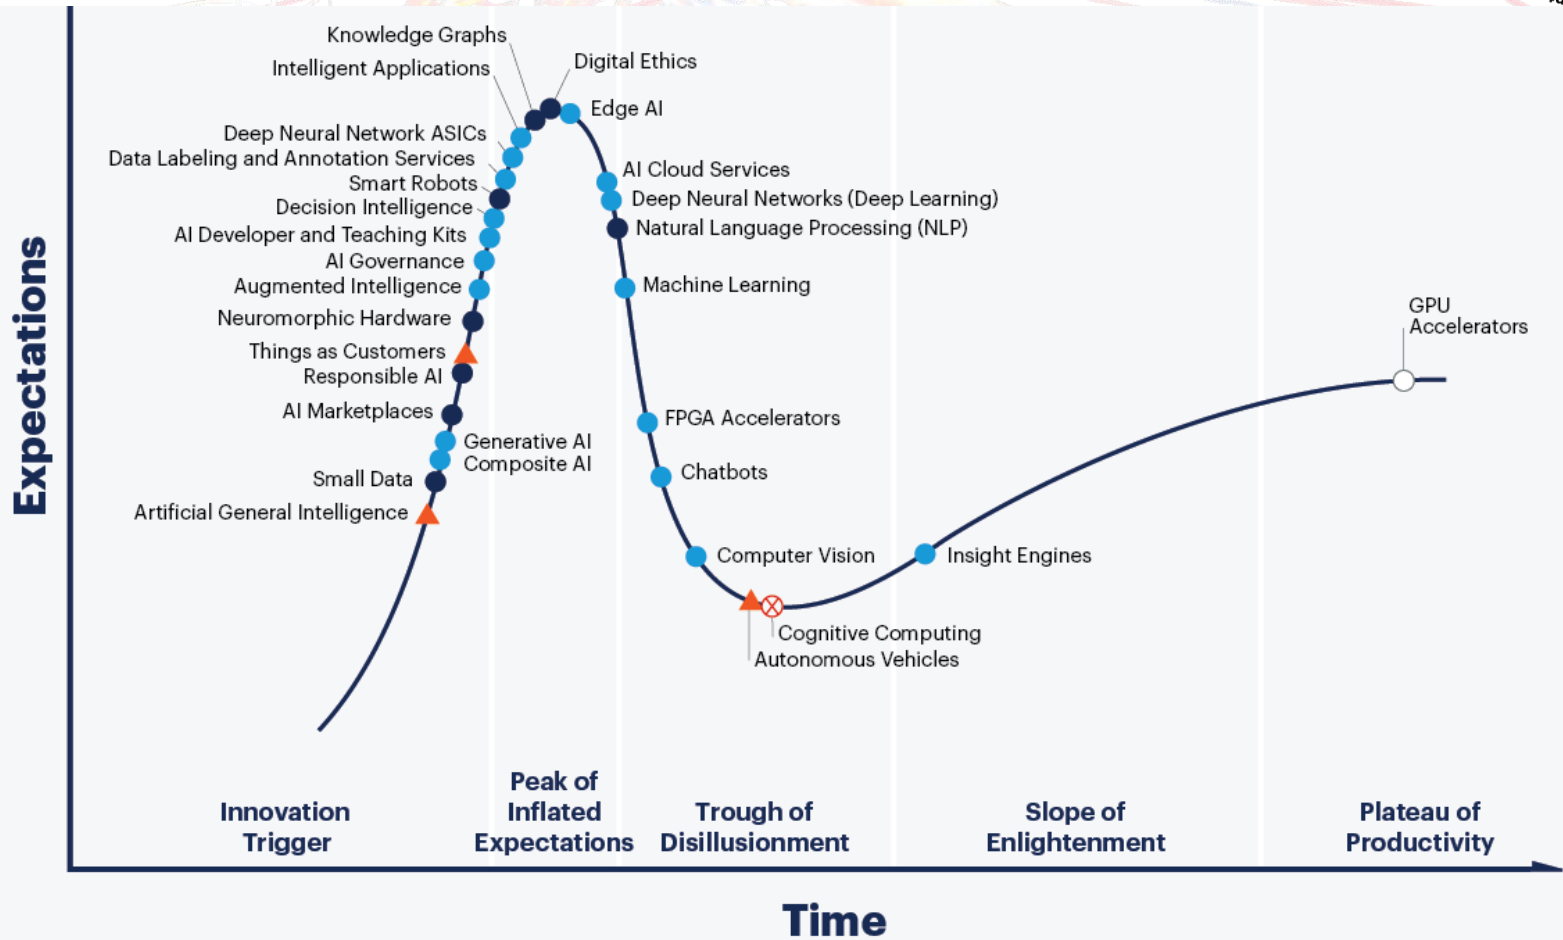 Knowledge Graphs
Digital Ethics
Intelligent Applications
Edge AI
Deep Neural Network ASICs
Data Labeling and Annotation Services
AI Cloud Services
Smart Robots
Deep Neural Networks (Deep Learning)
Decision Intelligence
Natural Language Processing (NLP)
AI Developer and Teaching Kits
AI Governance
Augmented Intelligence
Machine Learning
Neuromorphic Hardware
GPU
Accelerators
Things as Customers
Responsible AI
AI Marketplaces
FPGA Accelerators
Generative AI
Composite AI
Chatbots
Small Data
Artificial General Intelligence
Computer Vision
Insight Engines
Cognitive Computing
Autonomous Vehicles
Expectations
Innovation
Trigger
Peak of
Inflated
Expectations
Trough of
Disillusionment
Slope of
Enlightenment
Plateau of
Productivity
Time